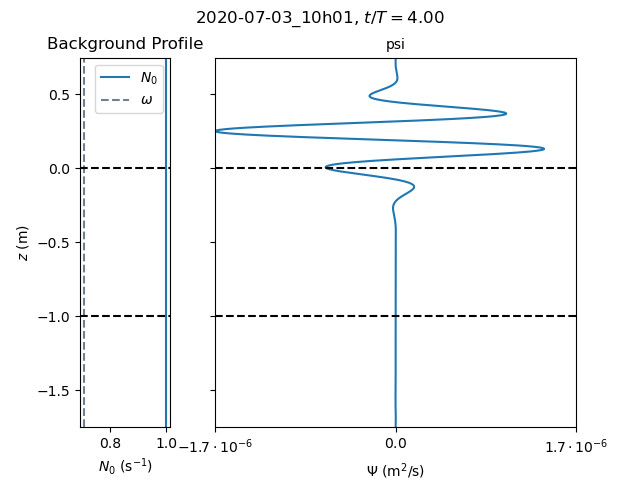 2020-07-03_10h01, t/T = 4.00
Background Profile
psi
N₀
ω
0.5
0.0
−0.5
−1.0
−1.5
z (m)
0.8
1.0
−1.7 · 10⁻⁶
0.0
1.7 · 10⁻⁶
N₀ (s⁻¹)
Ψ (m²/s)